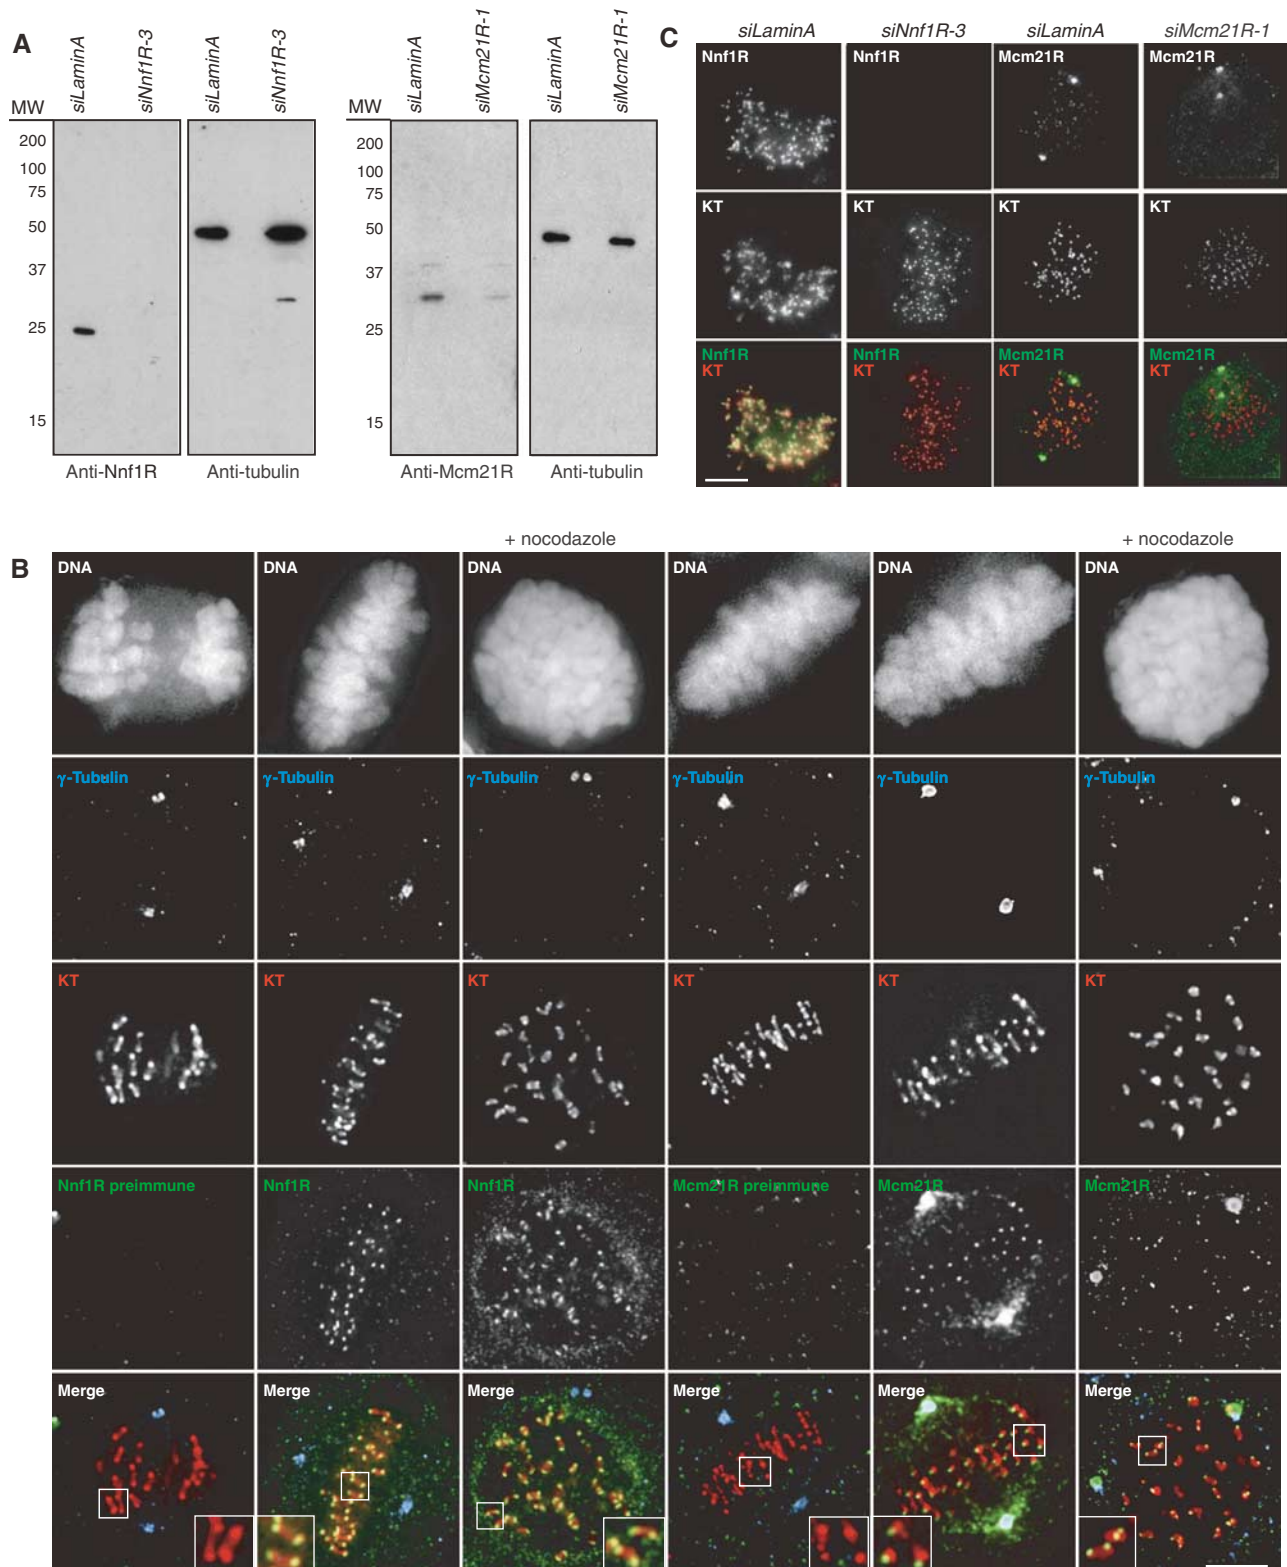 A
siLaminA
siNnf1R-3
siLaminA
siNnf1R-3
MW
200
100
75
50
37
25
15
Anti-Nnf1R
Anti-tubulin
siLaminA
siMcm21R-1
siLaminA
siMcm21R-1
MW
200
100
75
50
37
25
15
Anti-Mcm21R
Anti-tubulin
C
siLaminA siNnf1R-3 siLaminA siMcm21R-1
Nnf1R Nnf1R Mcm21R Mcm21R
KT KT KT KT
Nnf1R Nnf1R Mcm21R Mcm21R
KT KT KT KT
+ nocodazole + nocodazole
B
DNA DNA DNA DNA DNA DNA
γ-Tubulin γ-Tubulin γ-Tubulin γ-Tubulin γ-Tubulin γ-Tubulin
KT KT KT KT KT KT
Nnf1R preimmune Nnf1R Nnf1R Mcm21R preimmune Mcm21R Mcm21R
Merge Merge Merge Merge Merge Merge